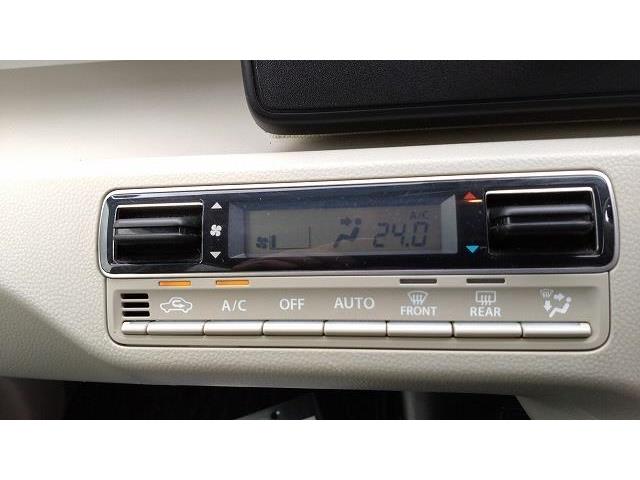 A/C
24.0
A/C OFF AUTO FRONT REAR